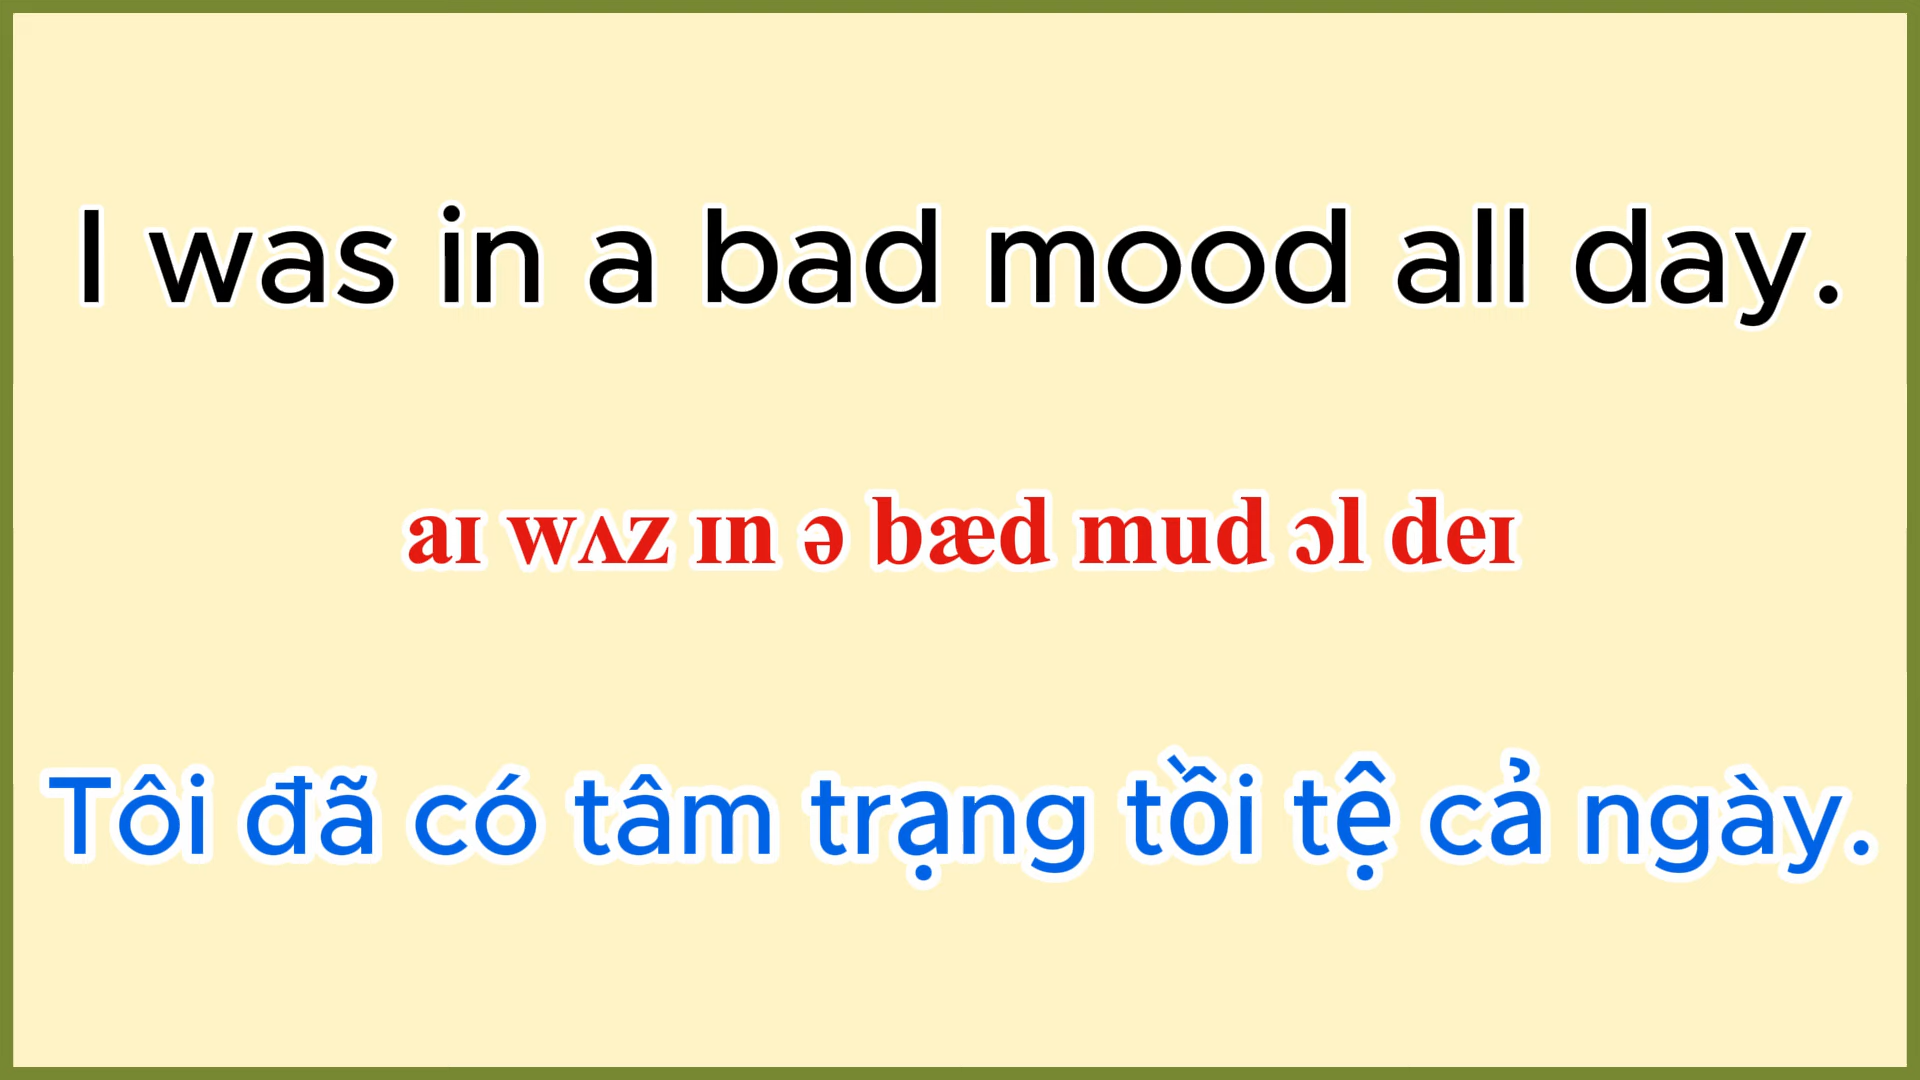 I was in a bad mood all day.
aɪ wʌz ɪn ə bæd mud ɔl deɪ
Tôi đã có tâm trạng tồi tệ cả ngày.